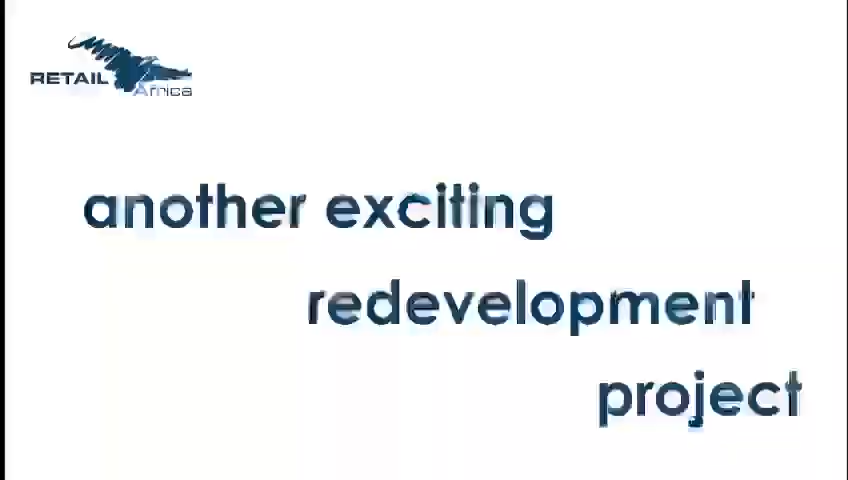 RETAIL
Africa
another exciting
redevelopment
project